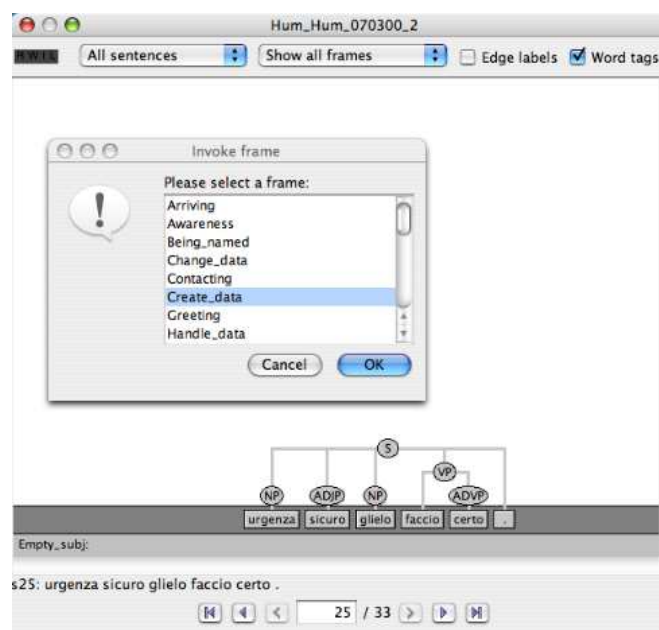 Hum_Hum_070300_2
All sentences Show all frames Edge labels Word tags
Invoke frame
Please select a frame:
Arriving
Awareness
Being_named
Change_data
Contacting
Create_data
Greeting
Handle_data
Cancel OK
S
VP
NP ADJP NP ADVP
urgenza sicuro glielo faccio certo .
Empty_subj:
s25: urgenza sicuro glielo faccio certo .
25 / 33